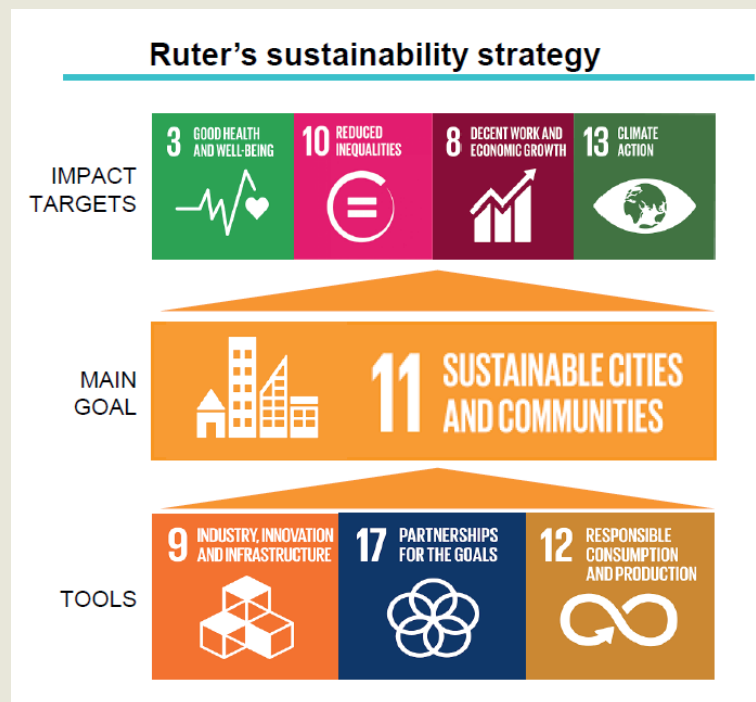 Ruter's sustainability strategy
IMPACT
TARGETS
3 GOOD HEALTH
AND WELL-BEING
10 REDUCED
INEQUALITIES
8 DECENT WORK AND
ECONOMIC GROWTH
13 CLIMATE
ACTION
MAIN
GOAL
11 SUSTAINABLE CITIES
AND COMMUNITIES
TOOLS
9 INDUSTRY, INNOVATION
AND INFRASTRUCTURE
17 PARTNERSHIPS
FOR THE GOALS
12 RESPONSIBLE
CONSUMPTION
AND PRODUCTION